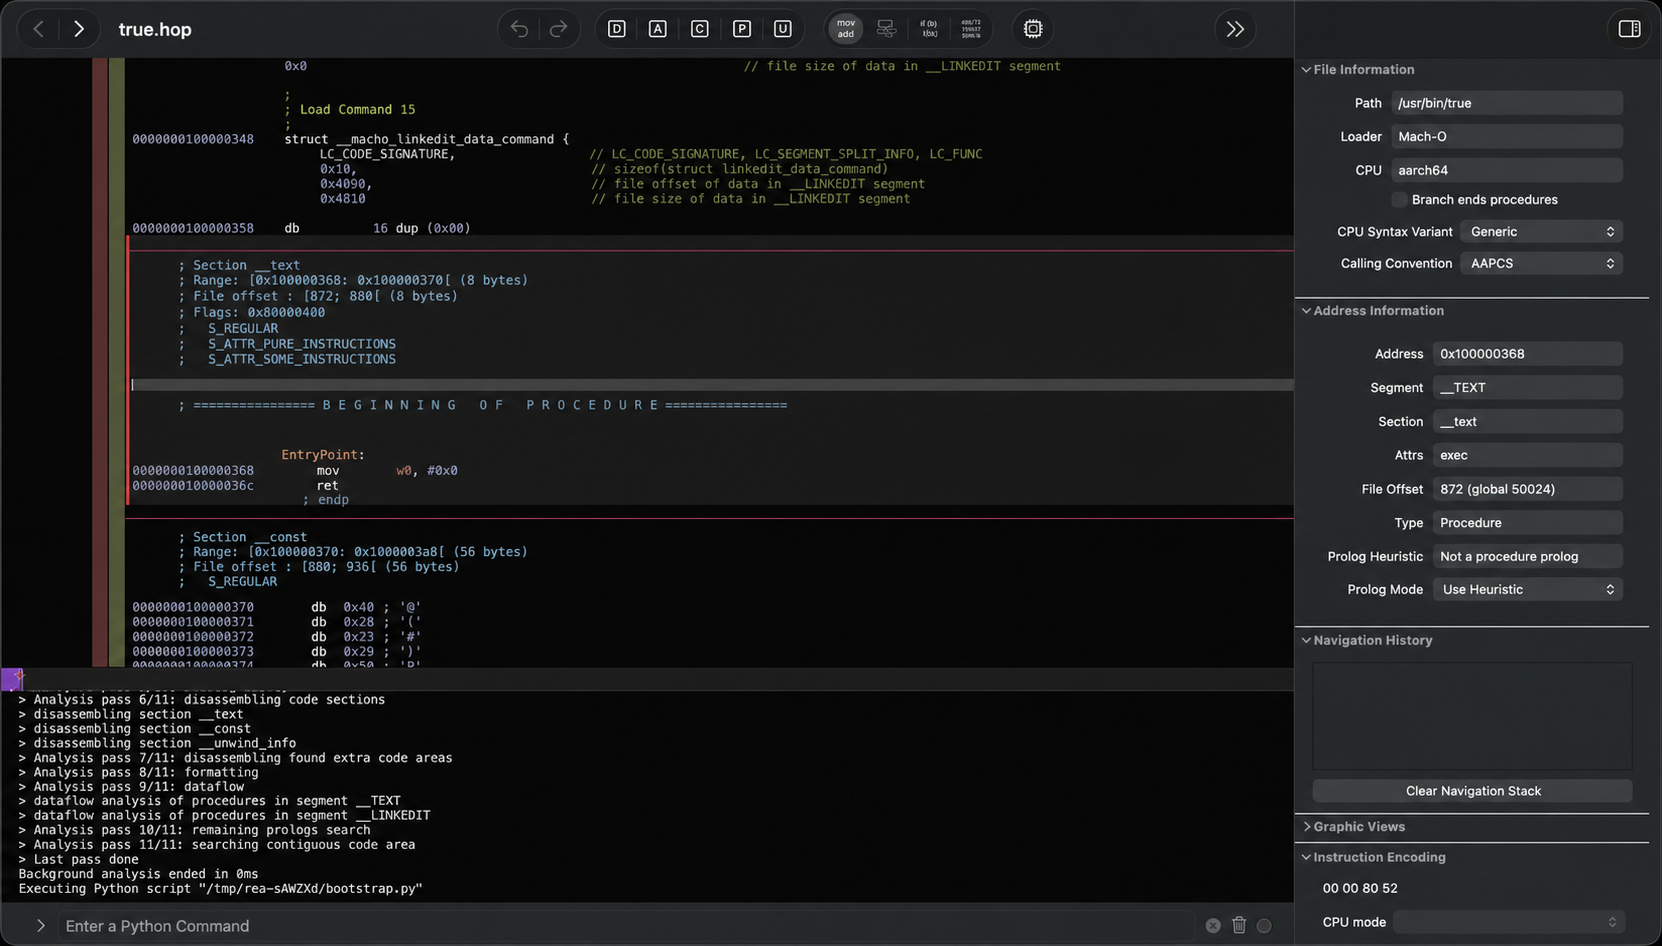 true.hop
D A C P U
mov
add
if (b)
File Information
Path /usr/bin/true
Loader Mach-O
CPU aarch64
Branch ends procedures
CPU Syntax Variant Generic
Calling Convention AAPCS
Address Information
Address 0x100000368
Segment __TEXT
Section __text
Attrs exec
File Offset 872 (global 50024)
Type Procedure
Prolog Heuristic Not a procedure prolog
Prolog Mode Use Heuristic
Navigation History
Clear Navigation Stack
Graphic Views
Instruction Encoding
00 00 80 52
CPU mode
0x0 // file size of data in __LINKEDIT segment
;
; Load Command 15
;
0000000100000348 struct __macho_linkedit_data_command {
LC_CODE_SIGNATURE, // LC_CODE_SIGNATURE, LC_SEGMENT_SPLIT_INFO, LC_FUNC
0x10, // sizeof(struct linkedit_data_command)
0x4090, // file offset of data in __LINKEDIT segment
0x4810 // file size of data in __LINKEDIT segment
0000000100000358 db 16 dup (0x00)
; Section __text
; Range: [0x100000368: 0x100000370[ (8 bytes)
; File offset : [872; 880[ (8 bytes)
; Flags: 0x80000400
; S_REGULAR
; S_ATTR_PURE_INSTRUCTIONS
; S_ATTR_SOME_INSTRUCTIONS
; ================ B E G I N N I N G O F P R O C E D U R E ================
EntryPoint:
0000000100000368 mov w0, #0x0
000000010000036c ret
; endp
; Section __const
; Range: [0x100000370: 0x1000003a8[ (56 bytes)
; File offset : [880; 936[ (56 bytes)
; S_REGULAR
0000000100000370 db 0x40 ; '@'
0000000100000371 db 0x28 ; '('
0000000100000372 db 0x23 ; '#'
0000000100000373 db 0x29 ; ')'
0000000100000374 db 0x50 ; 'P'
> Analysis pass 6/11: disassembling code sections
> disassembling section __text
> disassembling section __const
> disassembling section __unwind_info
> Analysis pass 7/11: disassembling found extra code areas
> Analysis pass 8/11: formatting
> Analysis pass 9/11: dataflow
> dataflow analysis of procedures in segment __TEXT
> dataflow analysis of procedures in segment __LINKEDIT
> Analysis pass 10/11: remaining prologs search
> Analysis pass 11/11: searching contiguous code area
> Last pass done
Background analysis ended in 0ms
Executing Python script "/tmp/rea-sAWZXd/bootstrap.py"
Enter a Python Command